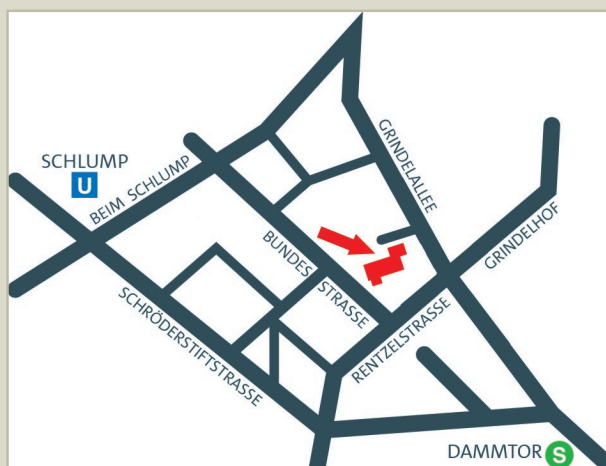 SCHLUMP
U
BEIM SCHLUMP
GRINDELALLEE
GRINDELHOF
BUNDES STRASSE
RENTZELSTRASSE
SCHRÖDERSTIFTSTRASSE
DAMMTOR S